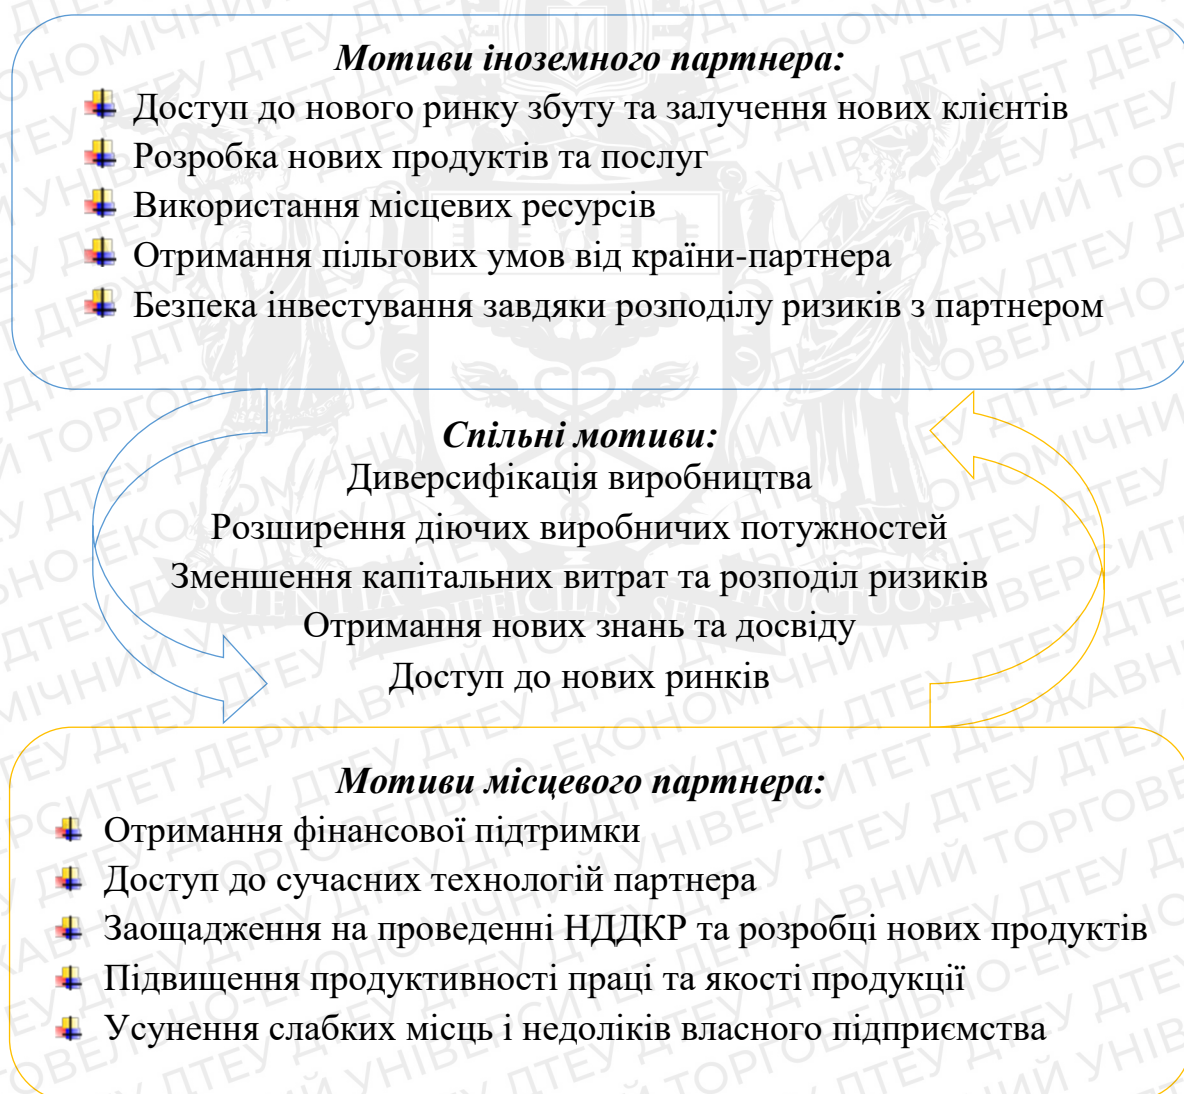 Мотиви іноземного партнера:
Доступ до нового ринку збуту та залучення нових клієнтів
Розробка нових продуктів та послуг
Використання місцевих ресурсів
Отримання пільгових умов від країни-партнера
Безпека інвестування завдяки розподілу ризиків з партнером
Спільні мотиви:
Диверсифікація виробництва
Розширення діючих виробничих потужностей
Зменшення капітальних витрат та розподіл ризиків
SCIENTIA DIFFICILIS SED FRUCTUOSA
Отримання нових знань та досвіду
Доступ до нових ринків
Мотиви місцевого партнера:
Отримання фінансової підтримки
Доступ до сучасних технологій партнера
Заощадження на проведенні НДДКР та розробці нових продуктів
Підвищення продуктивності праці та якості продукції
Усунення слабких місць і недоліків власного підприємства